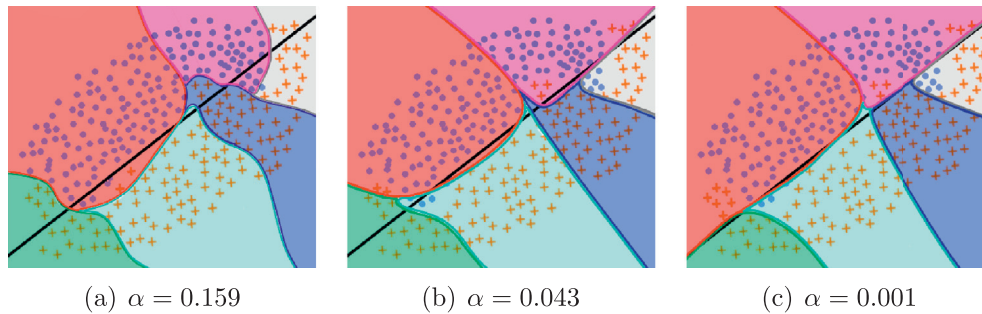 (a) α = 0.159
(b) α = 0.043
(c) α = 0.001